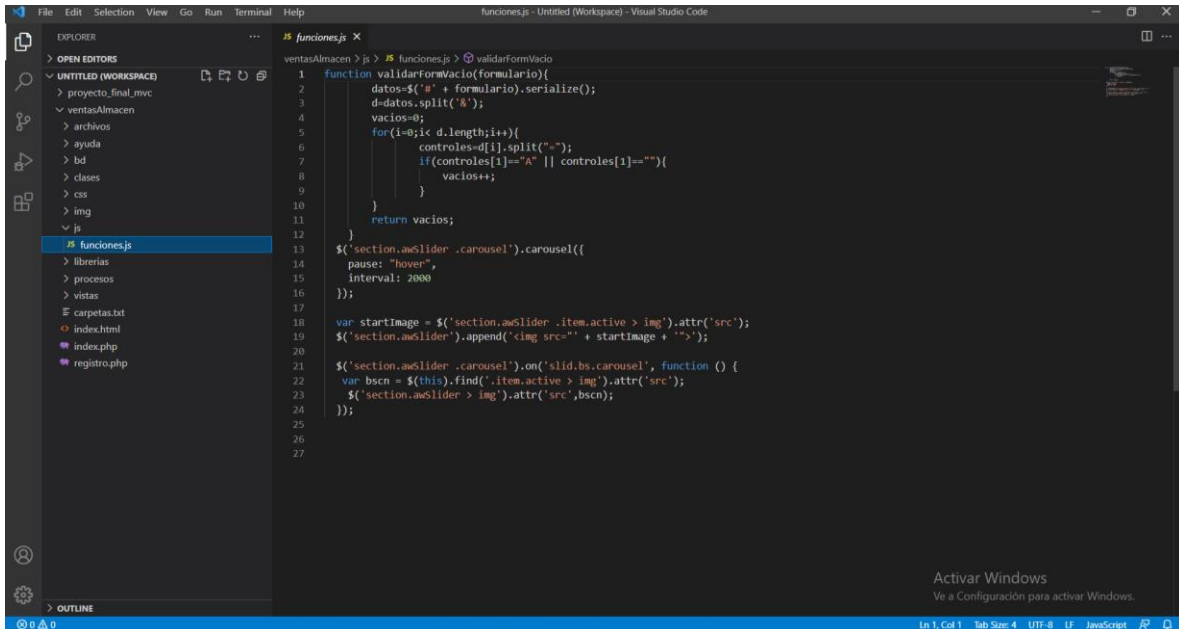 File Edit Selection View Go Run Terminal Help
funciones.js - Untitled (Workspace) - Visual Studio Code
EXPLORER ···
> OPEN EDITORS
UNTITLED (WORKSPACE)
> proyecto_final_mvc
ventasAlmacen
> archivos
> ayuda
> bd
> clases
> css
> img
js
JS funciones.js
> librerias
> procesos
> vistas
carpetas.txt
index.html
index.php
registro.php
> OUTLINE
JS funciones.js ×
ventasAlmacen > js > JS funciones.js > validarFormVacio
1 function validarFormVacio(formulario){
2 datos=$('#' + formulario).serialize();
3 d=datos.split('&');
4 vacios=0;
5 for(i=0;i< d.length;i++){
6 controles=d[i].split("=");
7 if(controles[1]=="A" || controles[1]==""){
8 vacios++;
9 }
10 }
11 return vacios;
12 }
13 $('section.awSlider .carousel').carousel({
14 pause: "hover",
15 interval: 2000
16 });
17
18 var startImage = $('section.awSlider .item.active > img').attr('src');
19 $('section.awSlider').append('<img src="' + startImage + '">');
20
21 $('section.awSlider .carousel').on('slid.bs.carousel', function () {
22 var bscn = $(this).find('.item.active > img').attr('src');
23 $('section.awSlider > img').attr('src',bscn);
24 });
25
26
27
Activar Windows
Ve a Configuración para activar Windows.
0 0
Ln 1, Col 1 Tab Size: 4 UTF-8 LF JavaScript